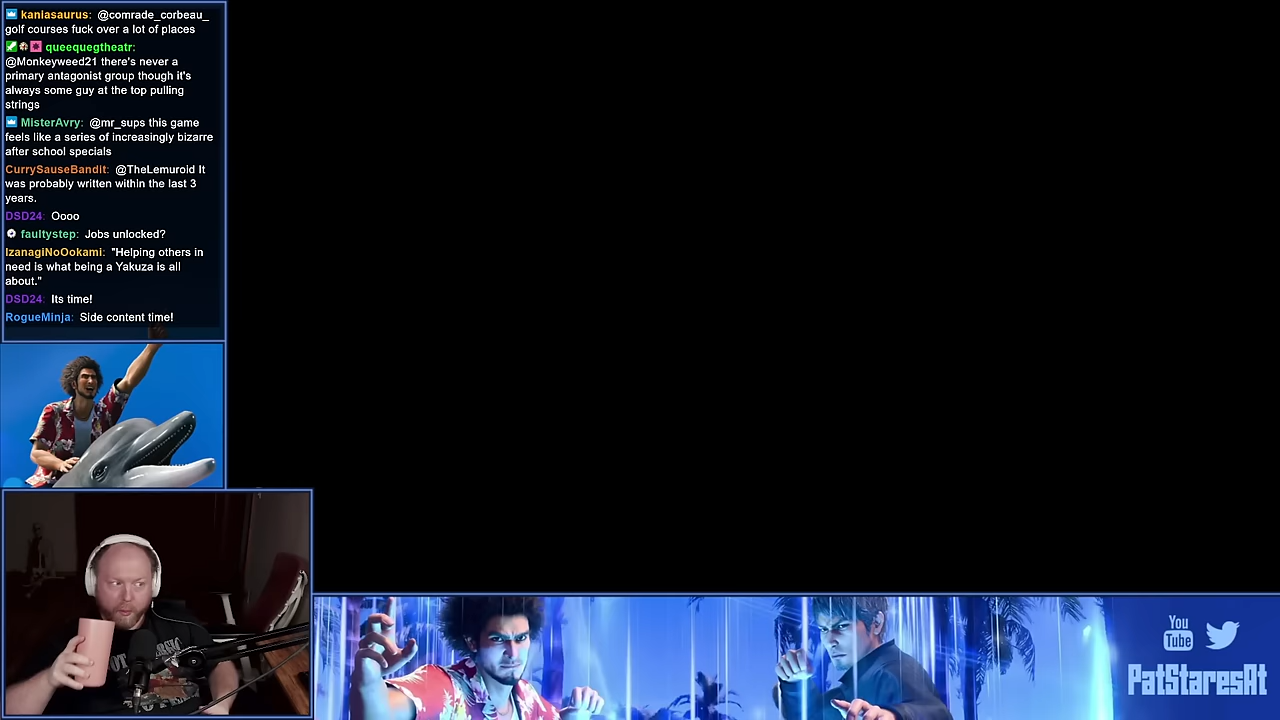 kaniasaurus: @comrade_corbeau_
golf courses fuck over a lot of places
queequegtheatr:
@Monkeyweed21 there's never a
primary antagonist group though it's
always some guy at the top pulling
strings
MisterAvry: @mr_sups this game
feels like a series of increasingly bizarre
after school specials
CurrySauseBandit: @TheLemuroid It
was probably written within the last 3
years.
DSD24: Oooo
faultystep: Jobs unlocked?
IzanagiNoOokami: "Helping others in
need is what being a Yakuza is all
about."
DSD24: Its time!
RogueMinja: Side content time!
You
Tube
PatStaresAt